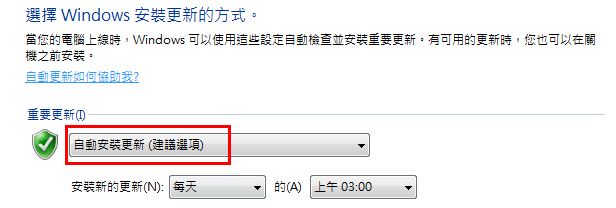 選擇 Windows 安裝更新的方式。
當您的電腦上線時，Windows 可以使用這些設定自動檢查並安裝重要更新。有可用的更新時，您也可以在關
機之前安裝。
自動更新如何協助我?
重要更新(I)
自動安裝更新 (建議選項)
安裝新的更新(N): 每天 的(A) 上午 03:00